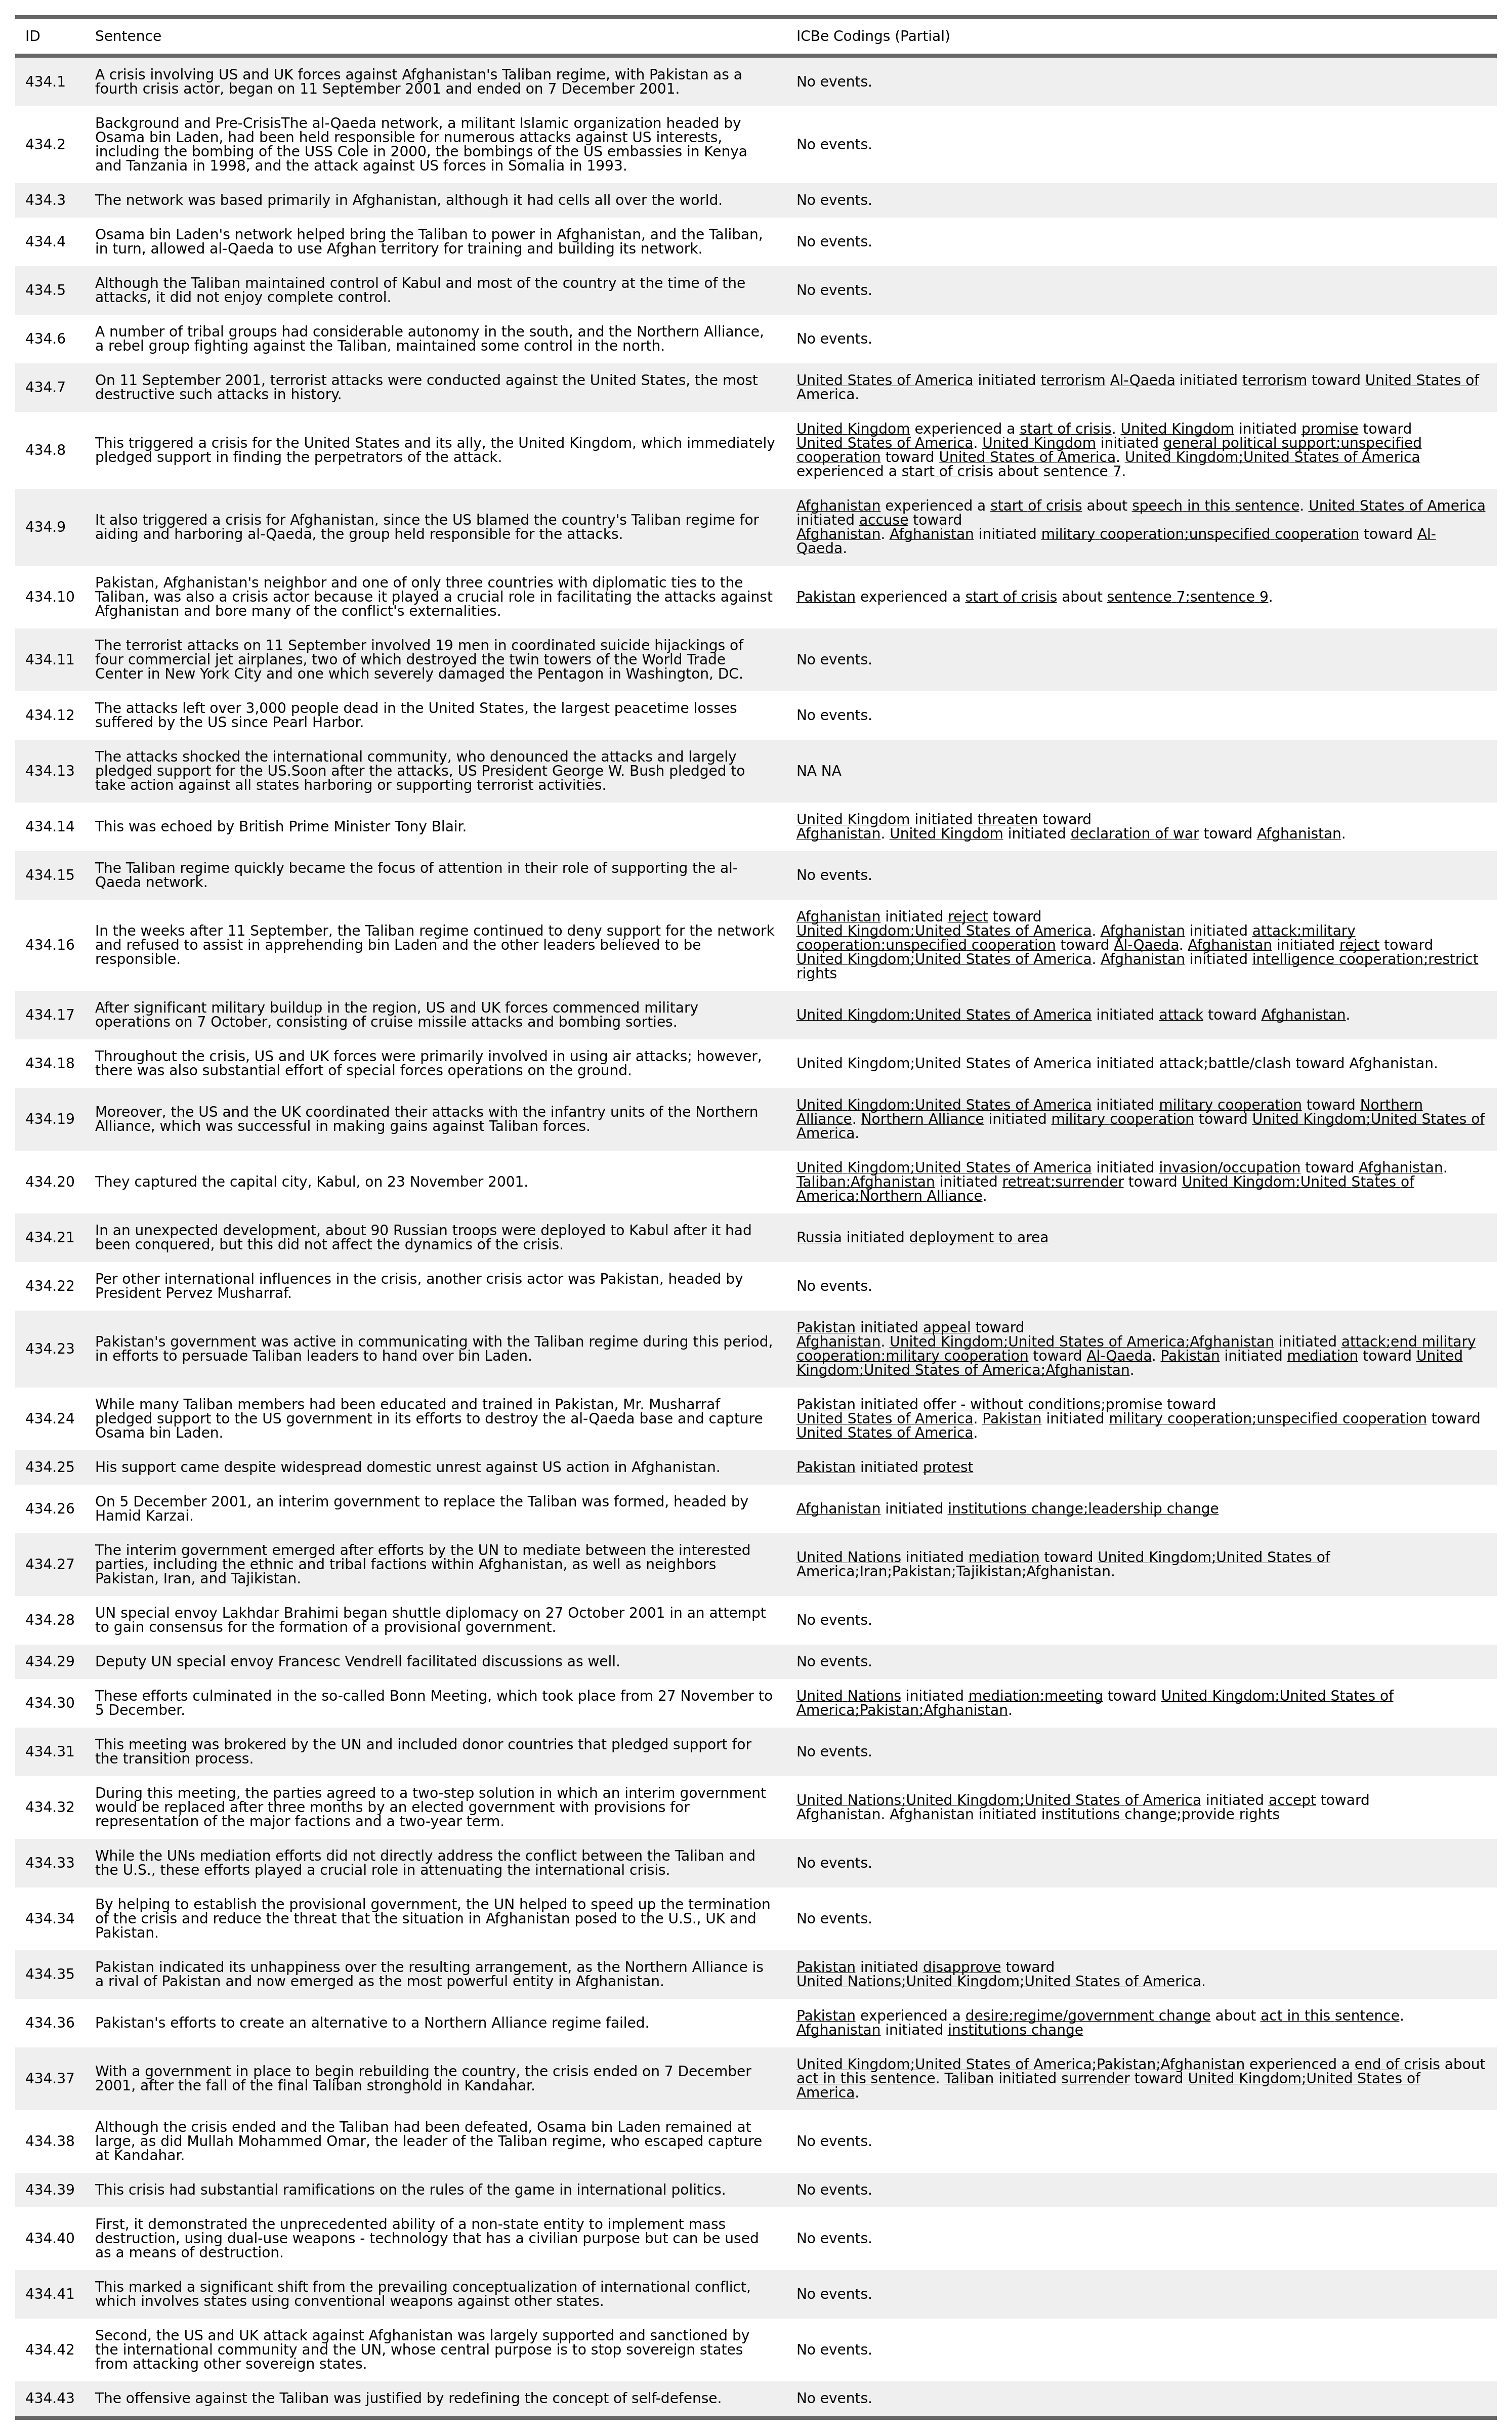 ID Sentence ICBe Codings (Partial)
434.1 A crisis involving US and UK forces against Afghanistan's Taliban regime, with Pakistan as a
fourth crisis actor, began on 11 September 2001 and ended on 7 December 2001. No events.
434.2 Background and Pre-CrisisThe al-Qaeda network, a militant Islamic organization headed by
Osama bin Laden, had been held responsible for numerous attacks against US interests,
including the bombing of the USS Cole in 2000, the bombings of the US embassies in Kenya
and Tanzania in 1998, and the attack against US forces in Somalia in 1993. No events.
434.3 The network was based primarily in Afghanistan, although it had cells all over the world. No events.
434.4 Osama bin Laden's network helped bring the Taliban to power in Afghanistan, and the Taliban,
in turn, allowed al-Qaeda to use Afghan territory for training and building its network. No events.
434.5 Although the Taliban maintained control of Kabul and most of the country at the time of the
attacks, it did not enjoy complete control. No events.
434.6 A number of tribal groups had considerable autonomy in the south, and the Northern Alliance,
a rebel group fighting against the Taliban, maintained some control in the north. No events.
434.7 On 11 September 2001, terrorist attacks were conducted against the United States, the most
destructive such attacks in history.
United States of America initiated terrorism Al-Qaeda initiated terrorism toward United States of
America.
434.8 This triggered a crisis for the United States and its ally, the United Kingdom, which immediately
pledged support in finding the perpetrators of the attack.
United Kingdom experienced a start of crisis. United Kingdom initiated promise toward
United States of America. United Kingdom initiated general political support;unspecified
cooperation toward United States of America. United Kingdom;United States of America
experienced a start of crisis about sentence 7.
434.9 It also triggered a crisis for Afghanistan, since the US blamed the country's Taliban regime for
aiding and harboring al-Qaeda, the group held responsible for the attacks.
Afghanistan experienced a start of crisis about speech in this sentence. United States of America
initiated accuse toward
Afghanistan. Afghanistan initiated military cooperation;unspecified cooperation toward Al-
Qaeda.
434.10 Pakistan, Afghanistan's neighbor and one of only three countries with diplomatic ties to the
Taliban, was also a crisis actor because it played a crucial role in facilitating the attacks against
Afghanistan and bore many of the conflict's externalities.
Pakistan experienced a start of crisis about sentence 7;sentence 9.
434.11 The terrorist attacks on 11 September involved 19 men in coordinated suicide hijackings of
four commercial jet airplanes, two of which destroyed the twin towers of the World Trade
Center in New York City and one which severely damaged the Pentagon in Washington, DC. No events.
434.12 The attacks left over 3,000 people dead in the United States, the largest peacetime losses
suffered by the US since Pearl Harbor. No events.
434.13 The attacks shocked the international community, who denounced the attacks and largely
pledged support for the US.Soon after the attacks, US President George W. Bush pledged to
take action against all states harboring or supporting terrorist activities. NA NA
434.14 This was echoed by British Prime Minister Tony Blair.
United Kingdom initiated threaten toward
Afghanistan. United Kingdom initiated declaration of war toward Afghanistan.
434.15 The Taliban regime quickly became the focus of attention in their role of supporting the al-
Qaeda network. No events.
434.16 In the weeks after 11 September, the Taliban regime continued to deny support for the network
and refused to assist in apprehending bin Laden and the other leaders believed to be
responsible.
Afghanistan initiated reject toward
United Kingdom;United States of America. Afghanistan initiated attack;military
cooperation;unspecified cooperation toward Al-Qaeda. Afghanistan initiated reject toward
United Kingdom;United States of America. Afghanistan initiated intelligence cooperation;restrict
rights
434.17 After significant military buildup in the region, US and UK forces commenced military
operations on 7 October, consisting of cruise missile attacks and bombing sorties.
United Kingdom;United States of America initiated attack toward Afghanistan.
434.18 Throughout the crisis, US and UK forces were primarily involved in using air attacks; however,
there was also substantial effort of special forces operations on the ground.
United Kingdom;United States of America initiated attack;battle/clash toward Afghanistan.
434.19 Moreover, the US and the UK coordinated their attacks with the infantry units of the Northern
Alliance, which was successful in making gains against Taliban forces.
United Kingdom;United States of America initiated military cooperation toward Northern
Alliance. Northern Alliance initiated military cooperation toward United Kingdom;United States of
America.
434.20 They captured the capital city, Kabul, on 23 November 2001.
United Kingdom;United States of America initiated invasion/occupation toward Afghanistan.
Taliban;Afghanistan initiated retreat;surrender toward United Kingdom;United States of
America;Northern Alliance.
434.21 In an unexpected development, about 90 Russian troops were deployed to Kabul after it had
been conquered, but this did not affect the dynamics of the crisis.
Russia initiated deployment to area
434.22 Per other international influences in the crisis, another crisis actor was Pakistan, headed by
President Pervez Musharraf. No events.
434.23 Pakistan's government was active in communicating with the Taliban regime during this period,
in efforts to persuade Taliban leaders to hand over bin Laden.
Pakistan initiated appeal toward
Afghanistan. United Kingdom;United States of America;Afghanistan initiated attack;end military
cooperation;military cooperation toward Al-Qaeda. Pakistan initiated mediation toward United
Kingdom;United States of America;Afghanistan.
434.24 While many Taliban members had been educated and trained in Pakistan, Mr. Musharraf
pledged support to the US government in its efforts to destroy the al-Qaeda base and capture
Osama bin Laden.
Pakistan initiated offer - without conditions;promise toward
United States of America. Pakistan initiated military cooperation;unspecified cooperation toward
United States of America.
434.25 His support came despite widespread domestic unrest against US action in Afghanistan. Pakistan initiated protest
434.26 On 5 December 2001, an interim government to replace the Taliban was formed, headed by
Hamid Karzai. Afghanistan initiated institutions change;leadership change
434.27 The interim government emerged after efforts by the UN to mediate between the interested
parties, including the ethnic and tribal factions within Afghanistan, as well as neighbors
Pakistan, Iran, and Tajikistan.
United Nations initiated mediation toward United Kingdom;United States of
America;Iran;Pakistan;Tajikistan;Afghanistan.
434.28 UN special envoy Lakhdar Brahimi began shuttle diplomacy on 27 October 2001 in an attempt
to gain consensus for the formation of a provisional government. No events.
434.29 Deputy UN special envoy Francesc Vendrell facilitated discussions as well. No events.
434.30 These efforts culminated in the so-called Bonn Meeting, which took place from 27 November to
5 December.
United Nations initiated mediation;meeting toward United Kingdom;United States of
America;Pakistan;Afghanistan.
434.31 This meeting was brokered by the UN and included donor countries that pledged support for
the transition process. No events.
434.32 During this meeting, the parties agreed to a two-step solution in which an interim government
would be replaced after three months by an elected government with provisions for
representation of the major factions and a two-year term.
United Nations;United Kingdom;United States of America initiated accept toward
Afghanistan. Afghanistan initiated institutions change;provide rights
434.33 While the UNs mediation efforts did not directly address the conflict between the Taliban and
the U.S., these efforts played a crucial role in attenuating the international crisis. No events.
434.34 By helping to establish the provisional government, the UN helped to speed up the termination
of the crisis and reduce the threat that the situation in Afghanistan posed to the U.S., UK and
Pakistan. No events.
434.35 Pakistan indicated its unhappiness over the resulting arrangement, as the Northern Alliance is
a rival of Pakistan and now emerged as the most powerful entity in Afghanistan.
Pakistan initiated disapprove toward
United Nations;United Kingdom;United States of America.
434.36 Pakistan's efforts to create an alternative to a Northern Alliance regime failed.
Pakistan experienced a desire;regime/government change about act in this sentence.
Afghanistan initiated institutions change
434.37 With a government in place to begin rebuilding the country, the crisis ended on 7 December
2001, after the fall of the final Taliban stronghold in Kandahar.
United Kingdom;United States of America;Pakistan;Afghanistan experienced a end of crisis about
act in this sentence. Taliban initiated surrender toward United Kingdom;United States of
America.
434.38 Although the crisis ended and the Taliban had been defeated, Osama bin Laden remained at
large, as did Mullah Mohammed Omar, the leader of the Taliban regime, who escaped capture
at Kandahar. No events.
434.39 This crisis had substantial ramifications on the rules of the game in international politics. No events.
434.40 First, it demonstrated the unprecedented ability of a non-state entity to implement mass
destruction, using dual-use weapons - technology that has a civilian purpose but can be used
as a means of destruction. No events.
434.41 This marked a significant shift from the prevailing conceptualization of international conflict,
which involves states using conventional weapons against other states. No events.
434.42 Second, the US and UK attack against Afghanistan was largely supported and sanctioned by
the international community and the UN, whose central purpose is to stop sovereign states
from attacking other sovereign states. No events.
434.43 The offensive against the Taliban was justified by redefining the concept of self-defense. No events.